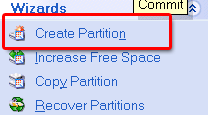 Commit
Wizards
Create Partition
Increase Free Space
Copy Partition
Recover Partitions